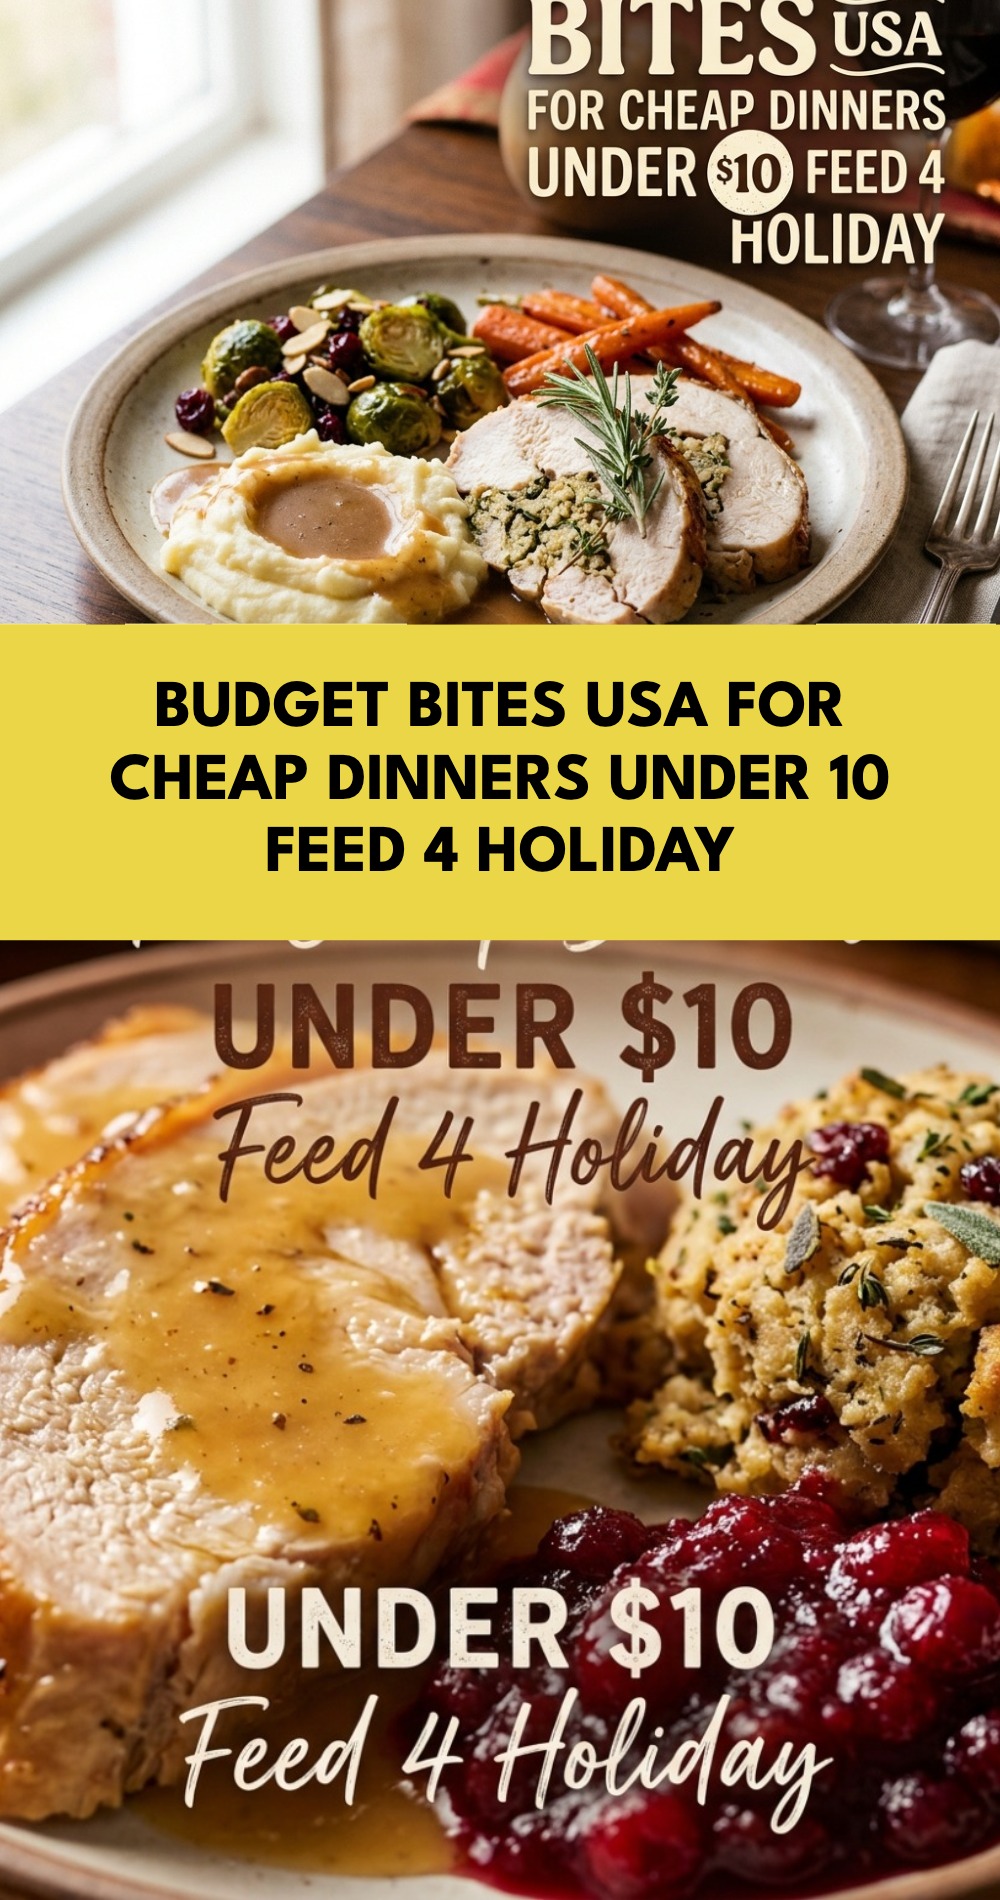 BITES USA
FOR CHEAP DINNERS
UNDER $10 FEED 4
HOLIDAY
BUDGET BITES USA FOR
CHEAP DINNERS UNDER 10
FEED 4 HOLIDAY
UNDER $10
Feed 4 Holiday
UNDER $10
Feed 4 Holiday